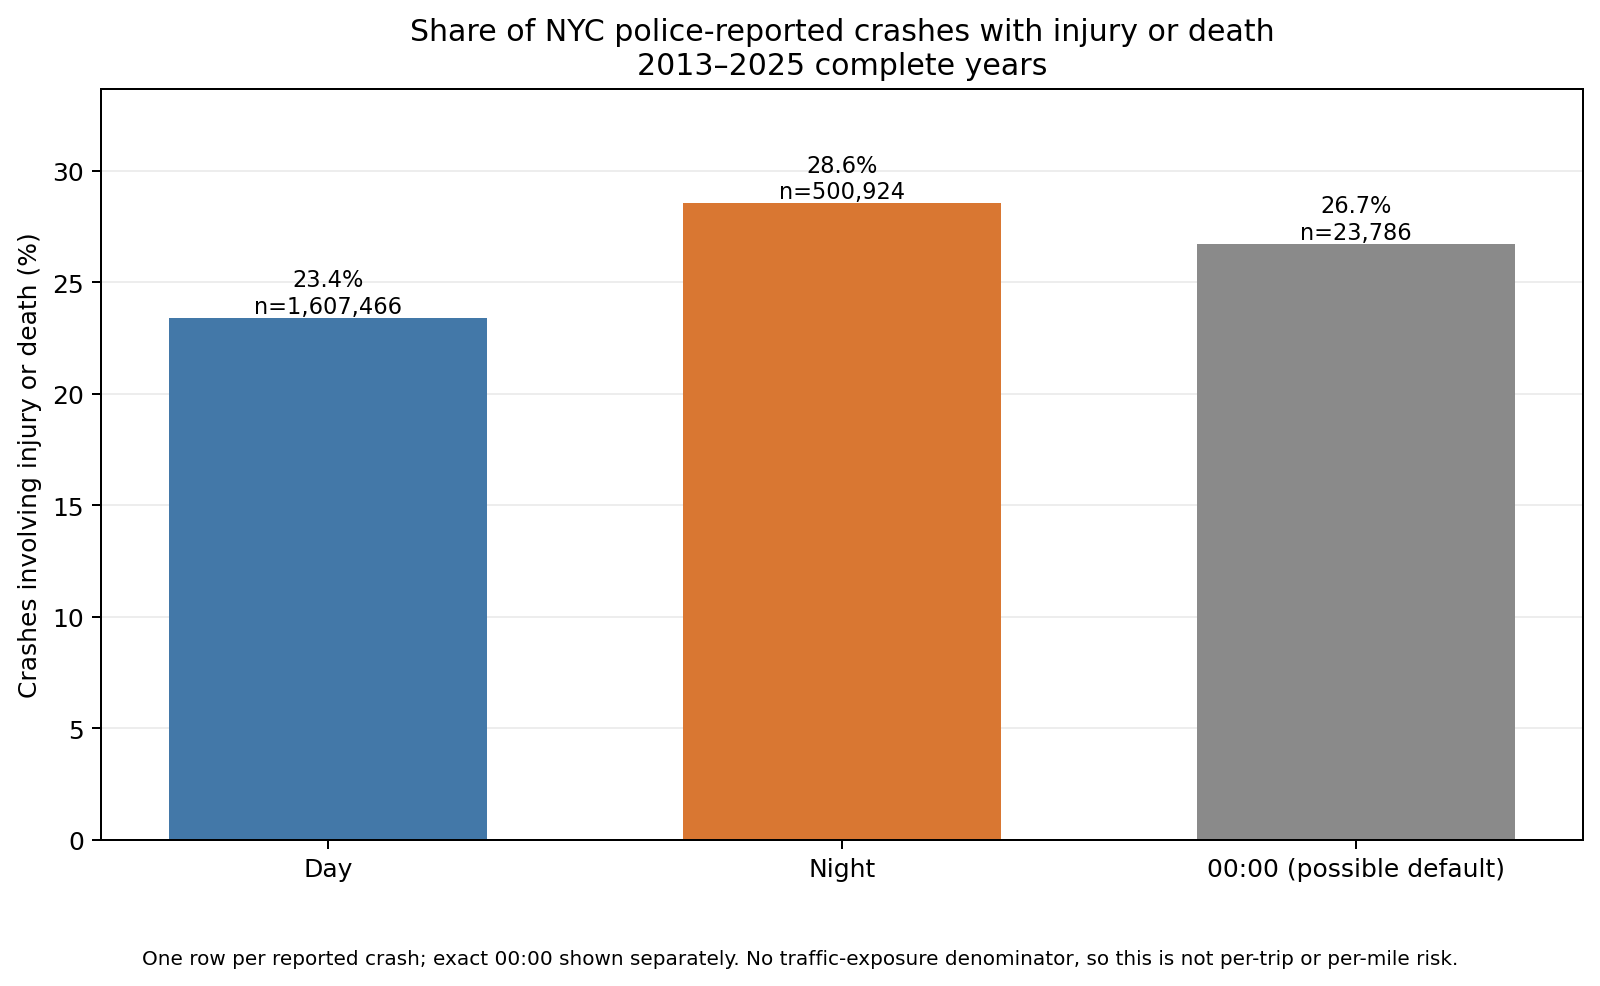 Share of NYC police-reported crashes with injury or death
2013–2025 complete years
Crashes involving injury or death (%)
30
25
20
15
10
5
0
23.4%
n=1,607,466
28.6%
n=500,924
26.7%
n=23,786
Day
Night
00:00 (possible default)
One row per reported crash; exact 00:00 shown separately. No traffic-exposure denominator, so this is not per-trip or per-mile risk.